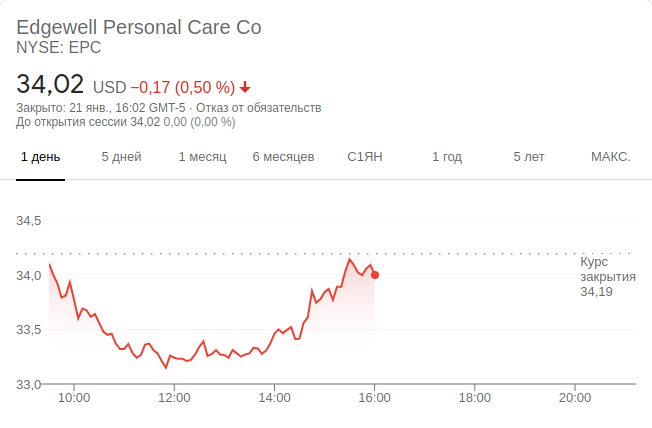 Edgewell Personal Care Co
NYSE: EPC
34,02 USD −0,17 (0,50 %)
Закрыто: 21 янв., 16:02 GMT-5 · Отказ от обязательств
До открытия сессии 34,02 0,00 (0,00 %)
1 день 5 дней 1 месяц 6 месяцев С1ЯН 1 год 5 лет МАКС.
34,5
34,0
33,5
33,0
Курс
закрытия
34,19
10:00 12:00 14:00 16:00 18:00 20:00